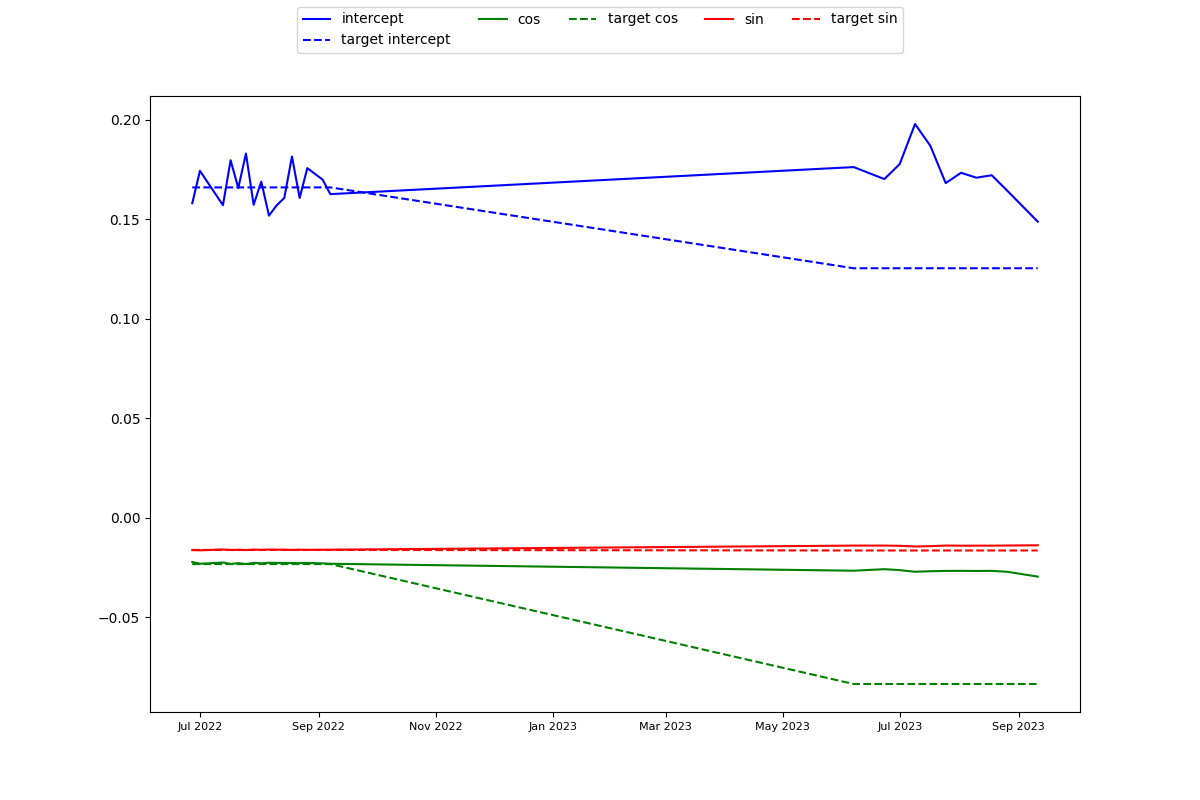 intercept cos target cos sin target sin
target intercept
0.20
0.15
0.10
0.05
0.00
−0.05
Jul 2022 Sep 2022 Nov 2022 Jan 2023 Mar 2023 May 2023 Jul 2023 Sep 2023